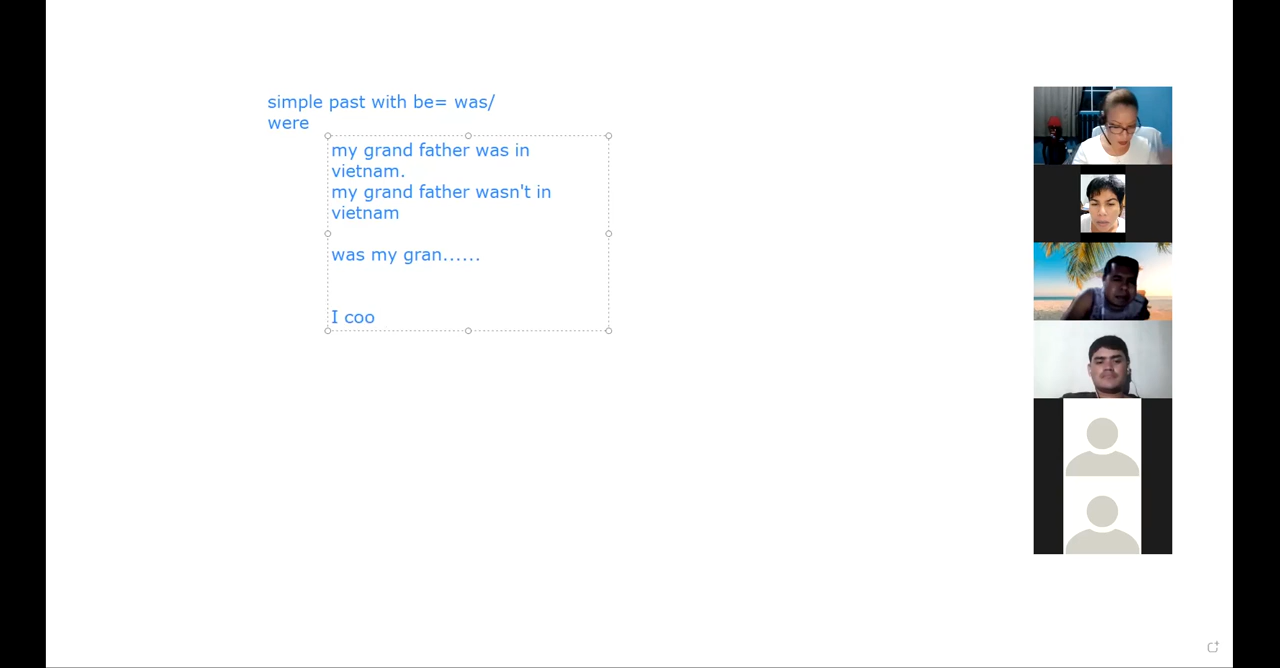 simple past with be= was/
were
my grand father was in
vietnam.
my grand father wasn't in
vietnam
was my gran......
I coo